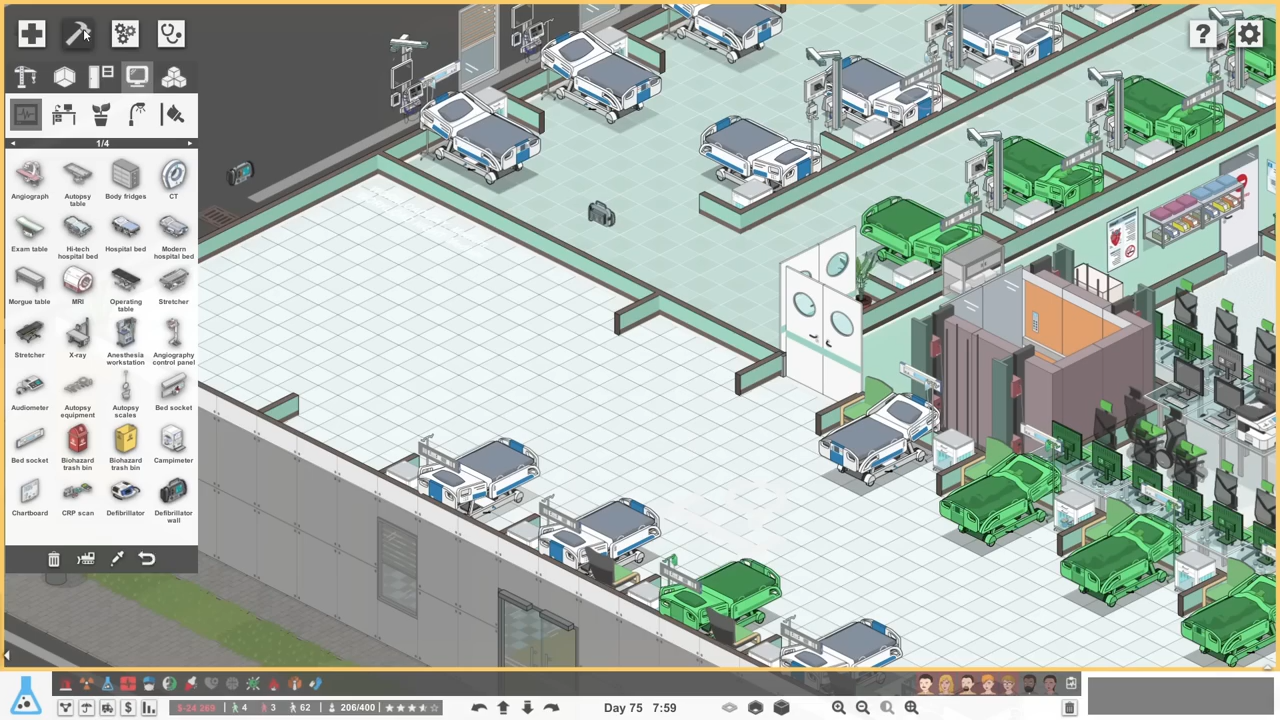 ?
1/4
Angiograph
Autopsy table
Body fridges
CT
Exam table
Hi-tech hospital bed
Hospital bed
Modern hospital bed
Morgue table
MRI
Operating table
Stretcher
Stretcher
X-ray
Anesthesia workstation
Angiography control panel
Audiometer
Autopsy equipment
Autopsy scales
Bed socket
Bed socket
Biohazard trash bin
Biohazard trash bin
Campimeter
Chartboard
CRP scan
Defibrillator
Defibrillator wall
$-24 269
4
3
62
206/400
Day 75 7:59